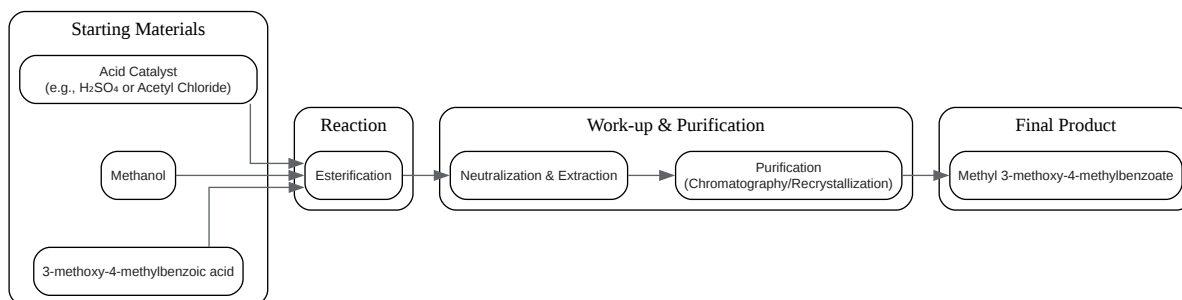 Starting Materials
Acid Catalyst
(e.g., H₂SO₄ or Acetyl Chloride)
Methanol
3-methoxy-4-methylbenzoic acid
Reaction
Esterification
Work-up & Purification
Neutralization & Extraction
Purification
(Chromatography/Recrystallization)
Final Product
Methyl 3-methoxy-4-methylbenzoate